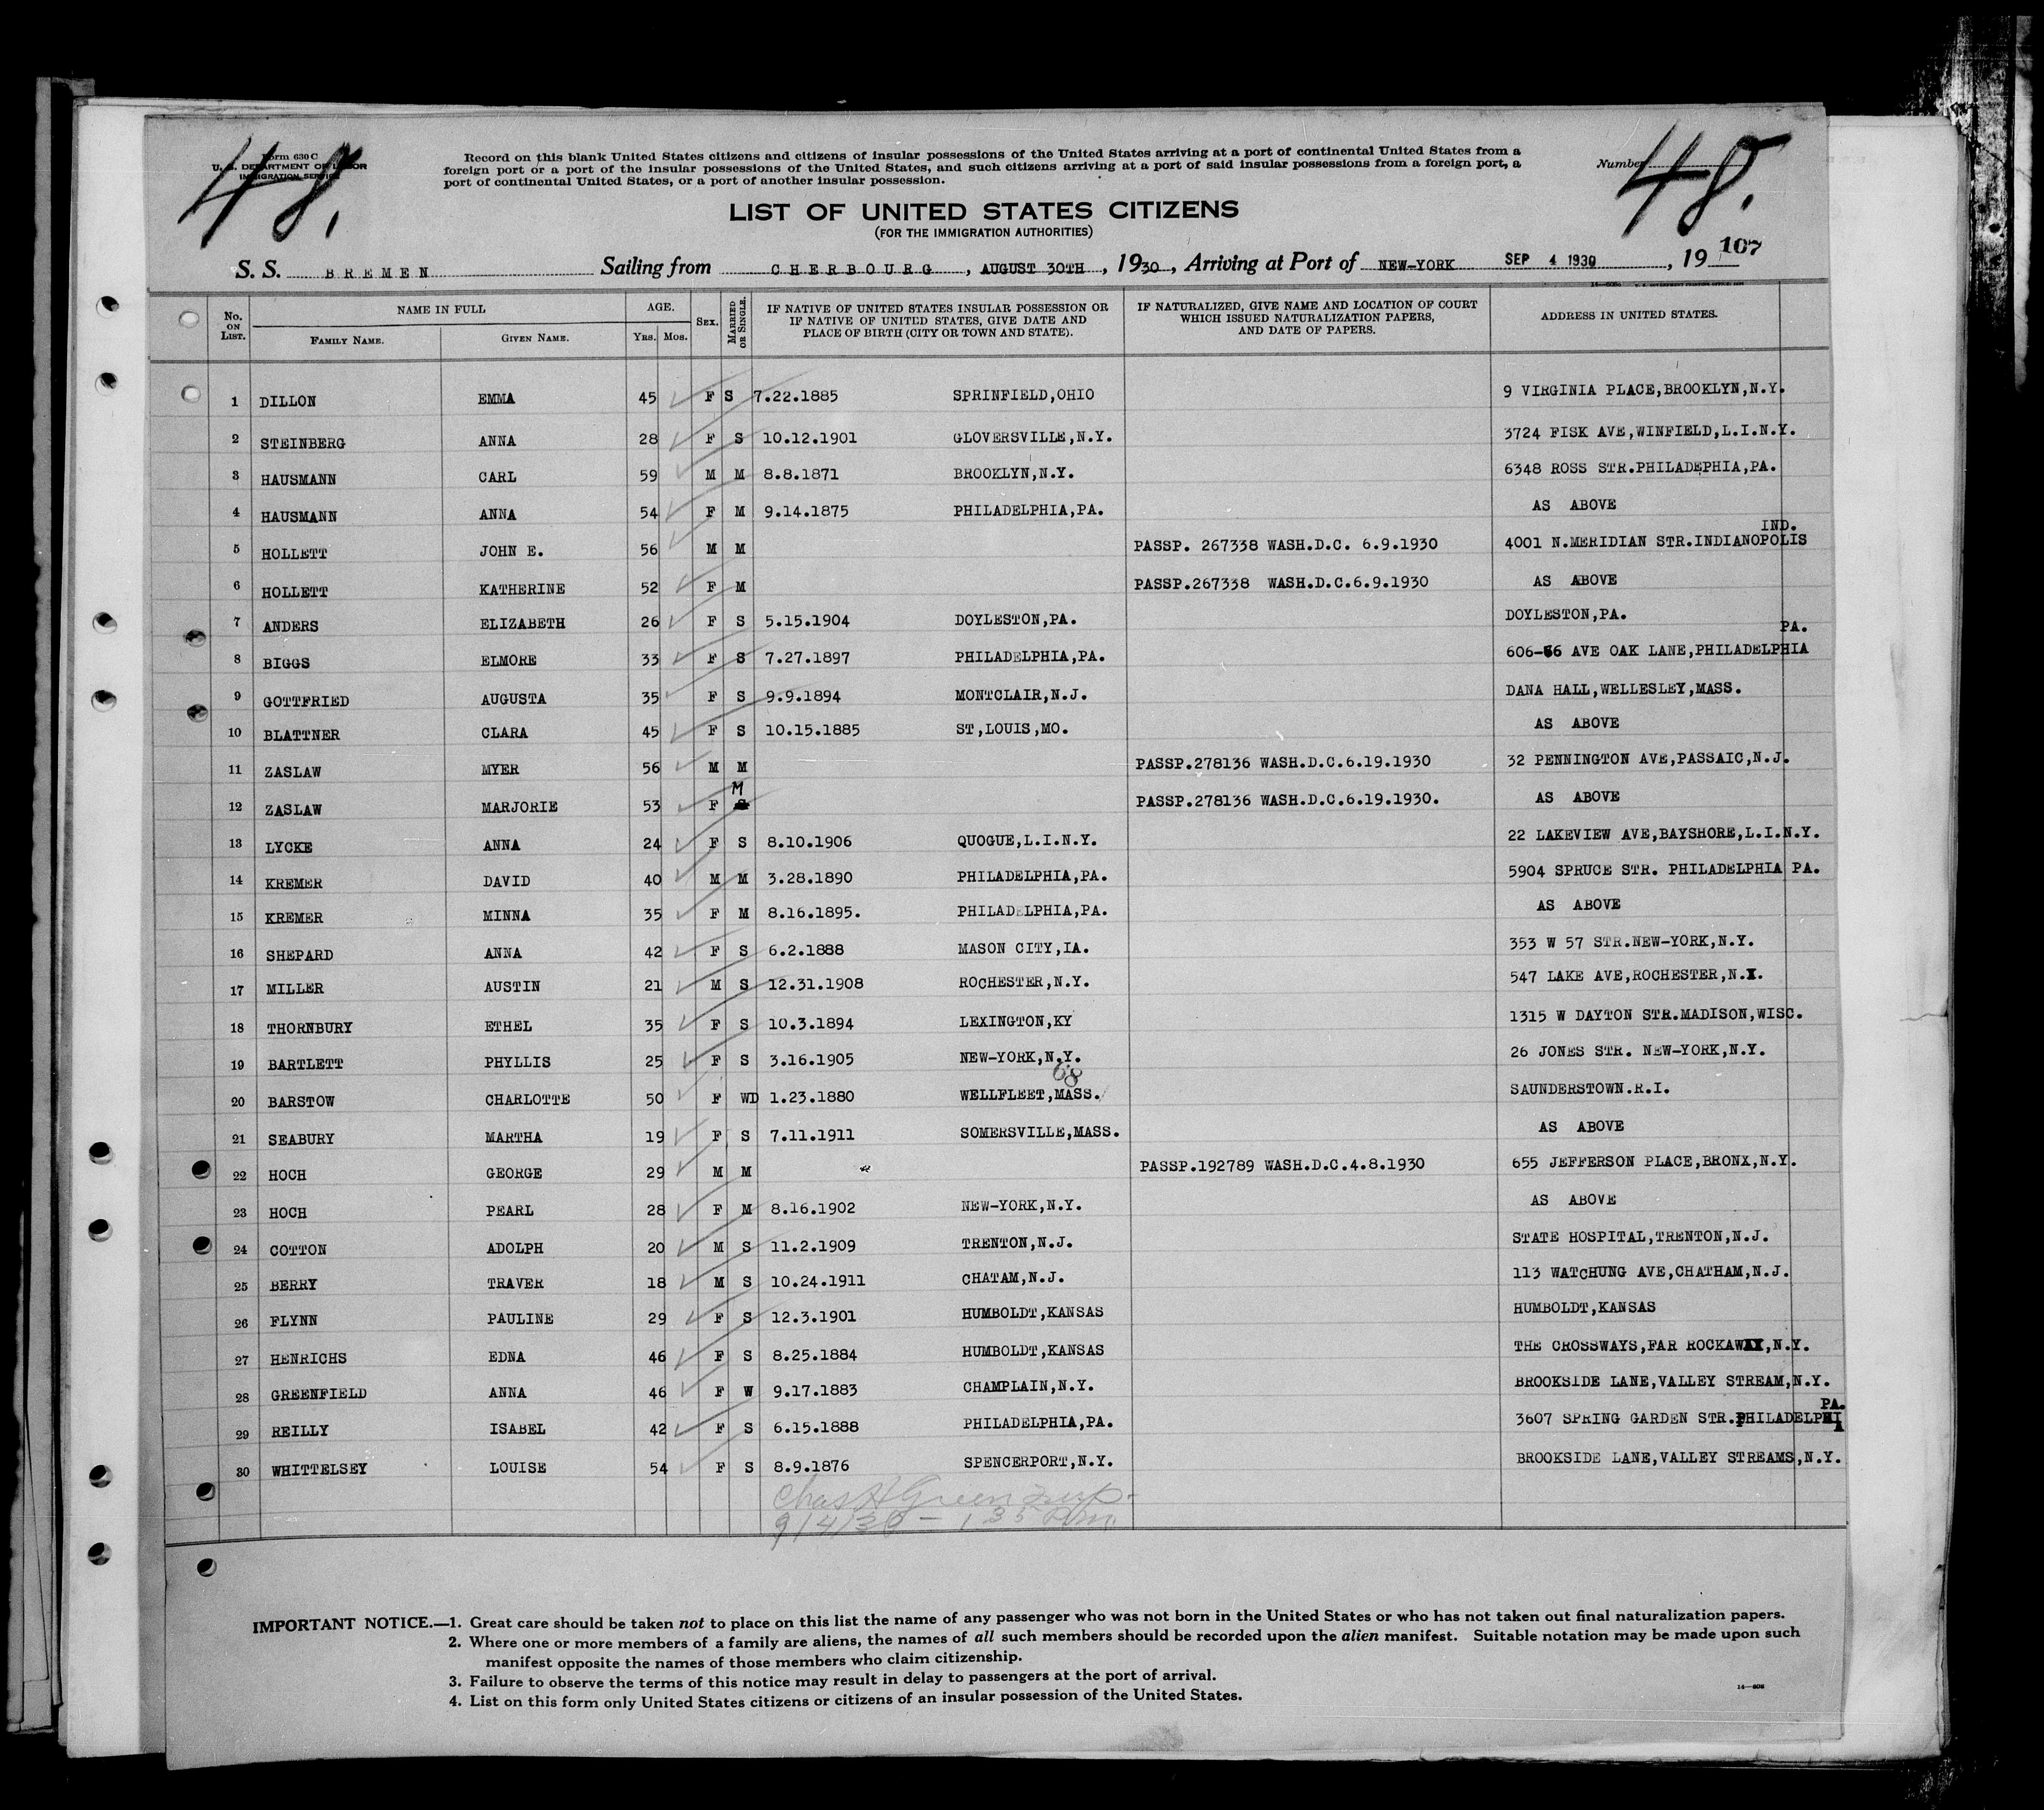 48.
Form 630 C
U. S. DEPARTMENT OF LABOR
IMMIGRATION SERVICE
Record on this blank United States citizens and citizens of insular possessions of the United States arriving at a port of continental United States from a
foreign port or a port of the insular possessions of the United States, and such citizens arriving at a port of said insular possessions from a foreign port, a
port of continental United States, or a port of another insular possession.
Number
48.
LIST OF UNITED STATES CITIZENS
(FOR THE IMMIGRATION AUTHORITIES)
S. S. BREMEN Sailing from CHERBOURG, AUGUST 30TH, 1930, Arriving at Port of NEW-YORK SEP 4 1930, 19 107
No. ON LIST. NAME IN FULL FAMILY NAME. GIVEN NAME. AGE. YRS. MOS. SEX. MARRIED OR SINGLE. IF NATIVE OF UNITED STATES INSULAR POSSESSION OR IF NATIVE OF UNITED STATES, GIVE DATE AND PLACE OF BIRTH (CITY OR TOWN AND STATE). IF NATURALIZED, GIVE NAME AND LOCATION OF COURT WHICH ISSUED NATURALIZATION PAPERS, AND DATE OF PAPERS. ADDRESS IN UNITED STATES.
1 DILLON EMMA 45 F S 7.22.1885 SPRINFIELD,OHIO 9 VIRGINIA PLACE,BROOKLYN,N.Y.
2 STEINBERG ANNA 28 F S 10.12.1901 GLOVERSVILLE,N.Y. 3724 FISK AVE,WINFIELD,L.I.N.Y.
3 HAUSMANN CARL 59 M M 8.8.1871 BROOKLYN,N.Y. 6348 ROSS STR.PHILADEPHIA,PA.
4 HAUSMANN ANNA 54 F M 9.14.1875 PHILADELPHIA,PA. AS ABOVE
5 HOLLETT JOHN E. 56 M M PASSP. 267338 WASH.D.C. 6.9.1930 4001 N.MERIDIAN STR.INDIANOPOLIS IND.
6 HOLLETT KATHERINE 52 F M PASSP.267338 WASH.D.C.6.9.1930 AS ABOVE
7 ANDERS ELIZABETH 26 F S 5.15.1904 DOYLESTON,PA. DOYLESTON,PA.
8 BIGGS ELMORE 33 F S 7.27.1897 PHILADELPHIA,PA. 606-66 AVE OAK LANE,PHILADELPHIA PA.
9 GOTTFRIED AUGUSTA 35 F S 9.9.1894 MONTCLAIR,N.J. DANA HALL,WELLESLEY,MASS.
10 BLATTNER CLARA 45 F S 10.15.1885 ST,LOUIS,MO. AS ABOVE
11 ZASLAW MYER 56 M M PASSP.278136 WASH.D.C.6.19.1930 32 PENNINGTON AVE,PASSAIC,N.J.
12 ZASLAW MARJORIE 53 F M PASSP.278136 WASH.D.C.6.19.1930. AS ABOVE
13 LYCKE ANNA 24 F S 8.10.1906 QUOGUE,L.I.N.Y. 22 LAKEVIEW AVE,BAYSHORE,L.I.N.Y.
14 KREMER DAVID 40 M M 3.28.1890 PHILADELPHIA,PA. 5904 SPRUCE STR. PHILADELPHIA PA.
15 KREMER MINNA 35 F M 8.16.1895. PHILADELPHIA,PA. AS ABOVE
16 SHEPARD ANNA 42 F S 6.2.1888 MASON CITY,IA. 353 W 57 STR.NEW-YORK,N.Y.
17 MILLER AUSTIN 21 M S 12.31.1908 ROCHESTER,N.Y. 547 LAKE AVE,ROCHESTER,N.Y.
18 THORNBURY ETHEL 35 F S 10.3.1894 LEXINGTON,KY 1315 W DAYTON STR.MADISON,WISC.
19 BARTLETT PHYLLIS 25 F S 3.16.1905 NEW-YORK,N.Y. 26 JONES STR. NEW-YORK,N.Y.
68
20 BARSTOW CHARLOTTE 50 F WD 1.23.1880 WELLFLEET,MASS. SAUNDERSTOWN.R.I.
21 SEABURY MARTHA 19 F S 7.11.1911 SOMERSVILLE,MASS. AS ABOVE
22 HOCH GEORGE 29 M M PASSP.192789 WASH.D.C.4.8.1930 655 JEFFERSON PLACE,BRONX,N.Y.
23 HOCH PEARL 28 F M 8.16.1902 NEW-YORK,N.Y. AS ABOVE
24 COTTON ADOLPH 20 M S 11.2.1909 TRENTON,N.J. STATE HOSPITAL,TRENTON,N.J.
25 BERRY TRAVER 18 M S 10.24.1911 CHATAM,N.J. 113 WATCHUNG AVE,CHATHAM,N.J.
26 FLYNN PAULINE 29 F S 12.3.1901 HUMBOLDT,KANSAS HUMBOLDT,KANSAS
27 HENRICHS EDNA 46 F S 8.25.1884 HUMBOLDT,KANSAS THE CROSSWAYS,FAR ROCKAWAY,N.Y.
28 GREENFIELD ANNA 46 F W 9.17.1883 CHAMPLAIN,N.Y. BROOKSIDE LANE,VALLEY STREAM,N.Y.
29 REILLY ISABEL 42 F S 6.15.1888 PHILADELPHIA,PA. 3607 SPRING GARDEN STR.PHILADELPHIA PA.
30 WHITTELSEY LOUISE 54 F S 8.9.1876 SPENCERPORT,N.Y. BROOKSIDE LANE,VALLEY STREAMS,N.Y.
Chas H Green
9/4/30 - 1 35 P.m.
IMPORTANT NOTICE.—1. Great care should be taken not to place on this list the name of any passenger who was not born in the United States or who has not taken out final naturalization papers.
2. Where one or more members of a family are aliens, the names of all such members should be recorded upon the alien manifest. Suitable notation may be made upon such
manifest opposite the names of those members who claim citizenship.
3. Failure to observe the terms of this notice may result in delay to passengers at the port of arrival.
4. List on this form only United States citizens or citizens of an insular possession of the United States.